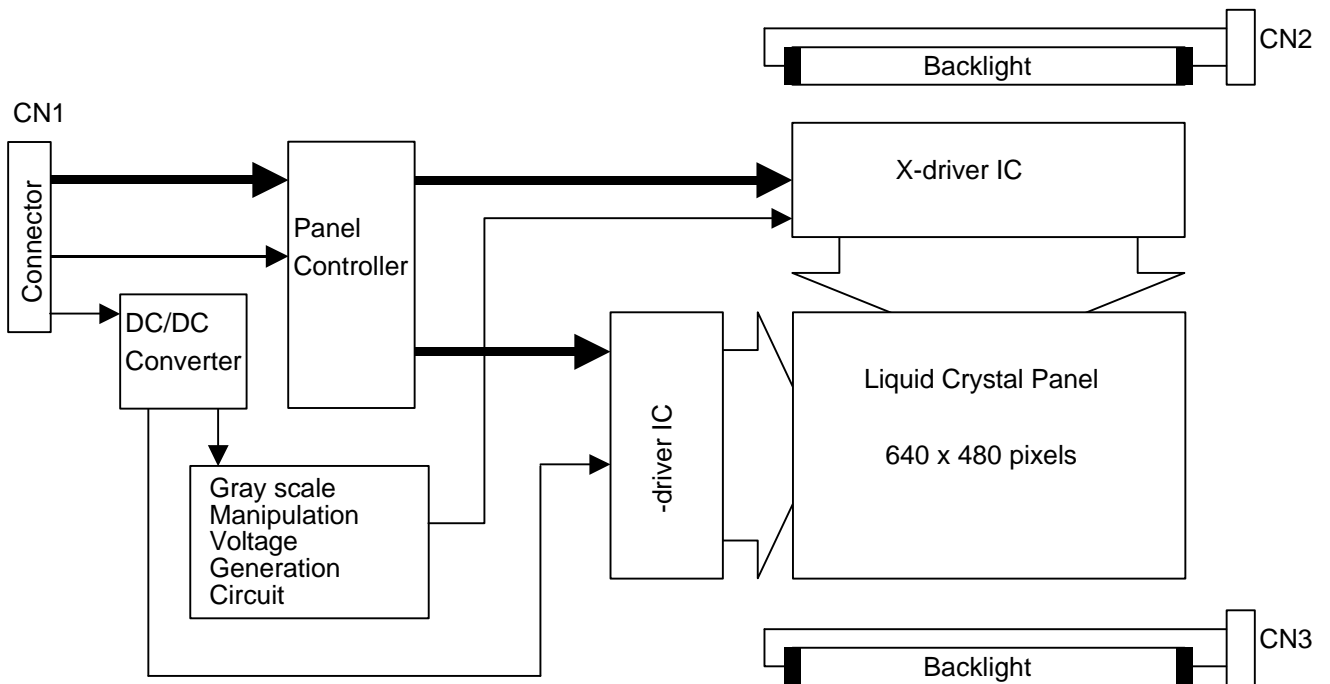 CN2
Backlight
CN1
Connector
Panel
Controller
X-driver IC
DC/DC
Converter
-driver IC
Liquid Crystal Panel
640 x 480 pixels
Gray scale
Manipulation
Voltage
Generation
Circuit
CN3
Backlight